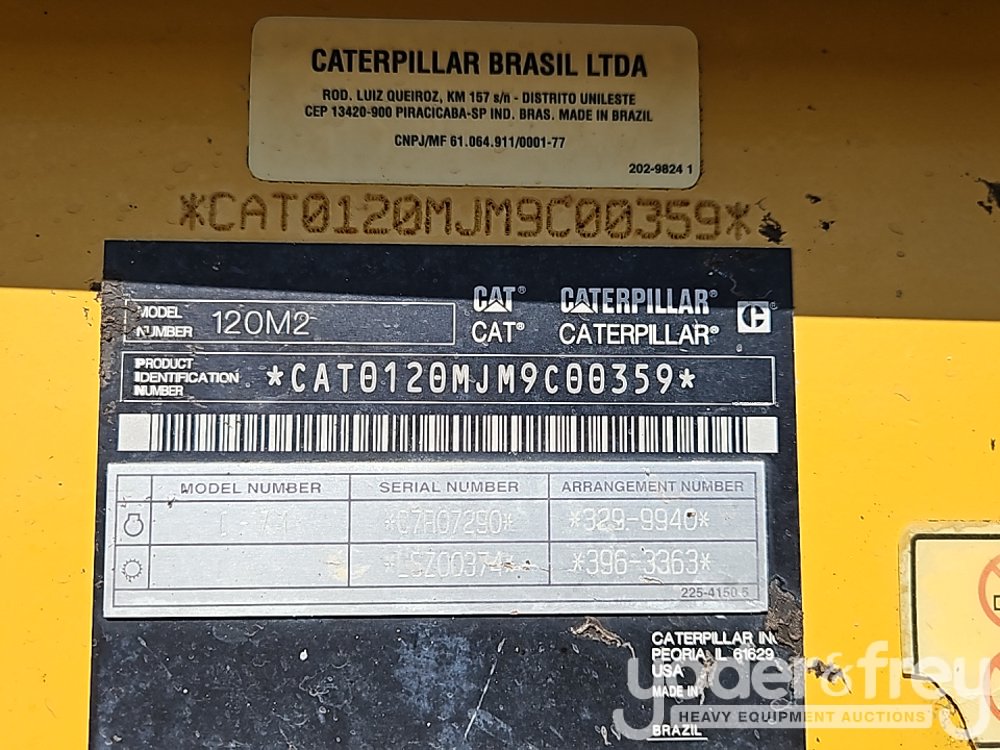 CATERPILLAR BRASIL LTDA
ROD. LUIZ QUEIROZ, KM 157 s/n - DISTRITO UNILESTE
CEP 13420-900 PIRACICABA-SP IND. BRAS. MADE IN BRAZIL
CNPJ/MF 61.064.911/0001-77
202-9824 1
*CAT0120MJM9C00359*
CAT® CATERPILLAR® C
MODEL
NUMBER 120M2
CAT® CATERPILLAR®
PRODUCT
IDENTIFICATION
NUMBER
*CAT0120MJM9C00359*
MODEL NUMBER SERIAL NUMBER ARRANGEMENT NUMBER
*329-9940*
*396-3363*
225-4150 5
CATERPILLAR INC
PEORIA, IL 61629
USA
MADE IN
BRAZIL
yoder&frey
HEAVY EQUIPMENT AUCTIONS